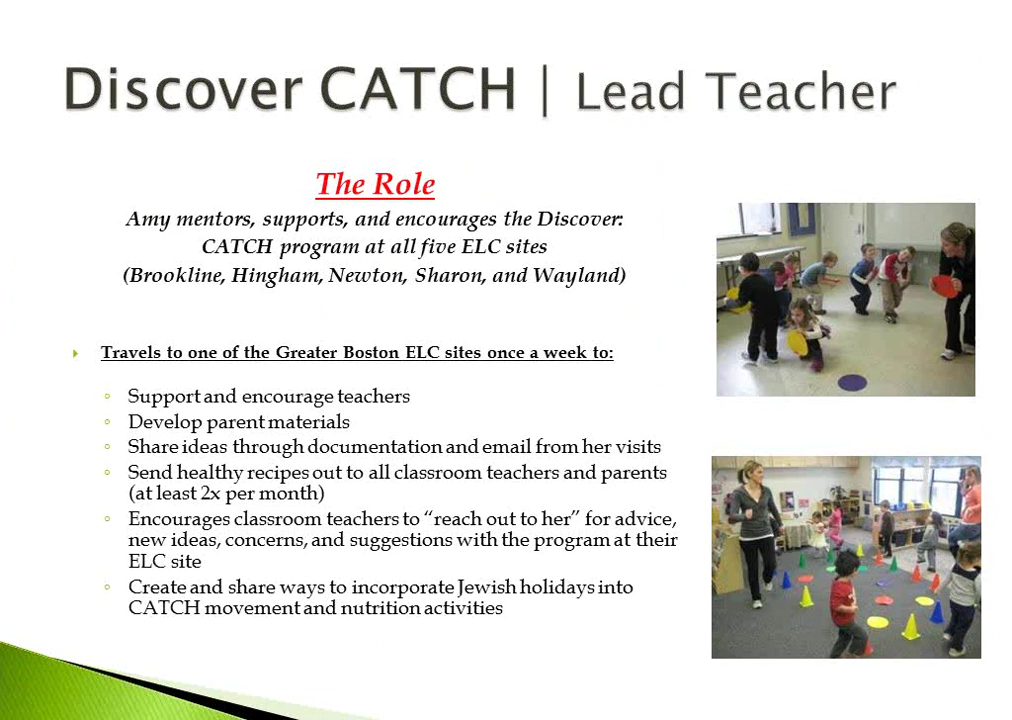 Discover CATCH | Lead Teacher
The Role
Amy mentors, supports, and encourages the Discover:
CATCH program at all five ELC sites
(Brookline, Hingham, Newton, Sharon, and Wayland)
Travels to one of the Greater Boston ELC sites once a week to:
Support and encourage teachers
Develop parent materials
Share ideas through documentation and email from her visits
Send healthy recipes out to all classroom teachers and parents
(at least 2x per month)
Encourages classroom teachers to “reach out to her” for advice,
new ideas, concerns, and suggestions with the program at their
ELC site
Create and share ways to incorporate Jewish holidays into
CATCH movement and nutrition activities